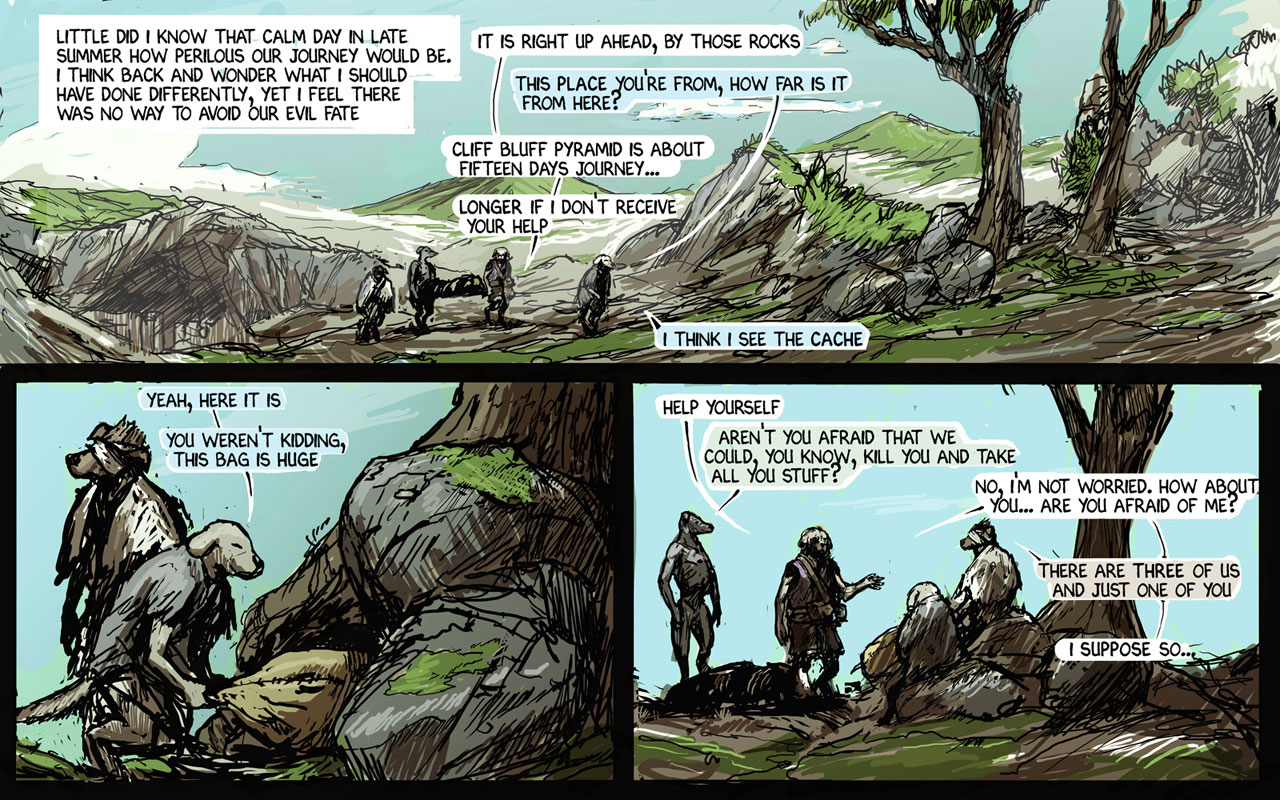 LITTLE DID I KNOW THAT CALM DAY IN LATE
SUMMER HOW PERILOUS OUR JOURNEY WOULD BE.
I THINK BACK AND WONDER WHAT I SHOULD
HAVE DONE DIFFERENTLY, YET I FEEL THERE
WAS NO WAY TO AVOID OUR EVIL FATE
IT IS RIGHT UP AHEAD, BY THOSE ROCKS
THIS PLACE YOU'RE FROM, HOW FAR IS IT
FROM HERE?
CLIFF BLUFF PYRAMID IS ABOUT
FIFTEEN DAYS JOURNEY...
LONGER IF I DON'T RECEIVE
YOUR HELP
I THINK I SEE THE CACHE
YEAH, HERE IT IS
YOU WEREN'T KIDDING,
THIS BAG IS HUGE
HELP YOURSELF
AREN'T YOU AFRAID THAT WE
COULD, YOU KNOW, KILL YOU AND TAKE
ALL YOU STUFF?
NO, I'M NOT WORRIED. HOW ABOUT
YOU... ARE YOU AFRAID OF ME?
THERE ARE THREE OF US
AND JUST ONE OF YOU
I SUPPOSE SO...